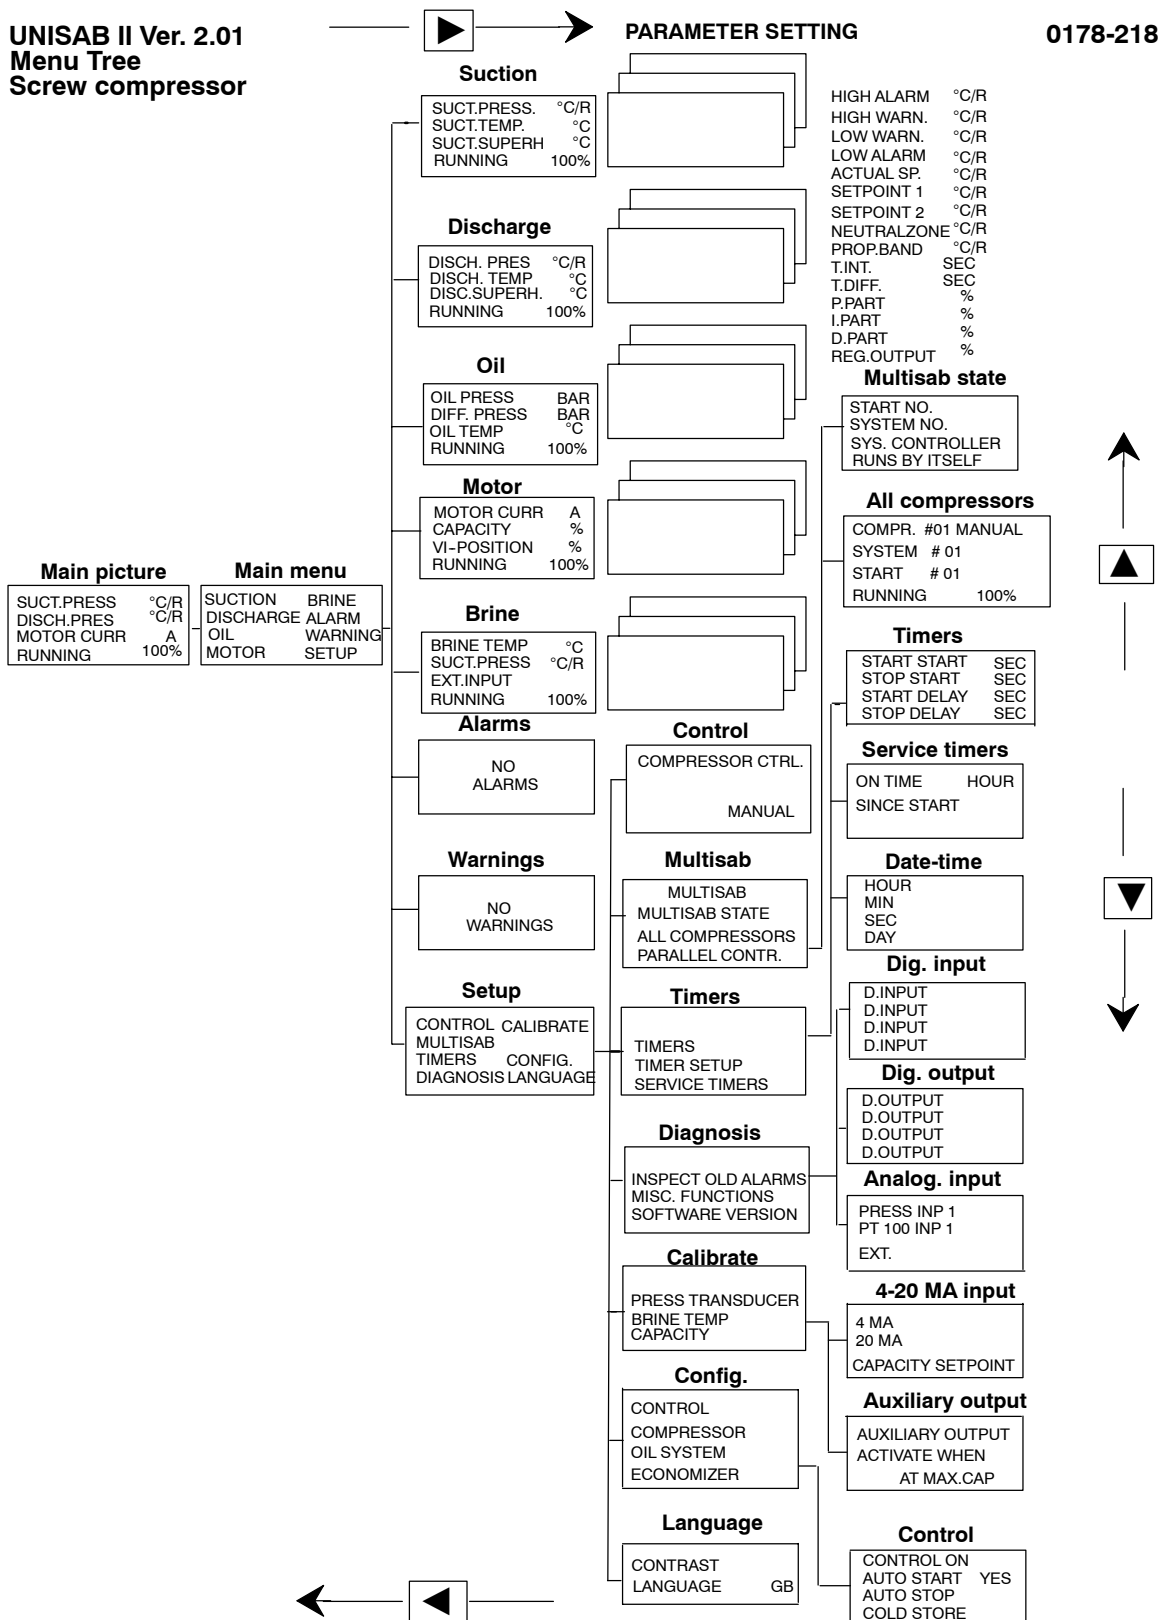 UNISAB II Ver. 2.01
Menu Tree
Screw compressor
PARAMETER SETTING
0178-218
Suction
SUCT.PRESS. °C/R
SUCT.TEMP. °C
SUCT.SUPERH °C
RUNNING 100%
HIGH ALARM °C/R
HIGH WARN. °C/R
LOW WARN. °C/R
LOW ALARM °C/R
ACTUAL SP. °C/R
SETPOINT 1 °C/R
SETPOINT 2 °C/R
NEUTRALZONE °C/R
PROP.BAND °C/R
T.INT. SEC
T.DIFF. SEC
P.PART %
I.PART %
D.PART %
REG.OUTPUT %
Discharge
DISCH. PRES °C/R
DISCH. TEMP °C
DISC.SUPERH. °C
RUNNING 100%
Oil
OIL PRESS BAR
DIFF. PRESS BAR
OIL TEMP °C
RUNNING 100%
Multisab state
START NO.
SYSTEM NO.
SYS. CONTROLLER
RUNS BY ITSELF
Motor
MOTOR CURR A
CAPACITY %
VI-POSITION %
RUNNING 100%
All compressors
COMPR. #01 MANUAL
SYSTEM # 01
START # 01
RUNNING 100%
Main picture
SUCT.PRESS °C/R
DISCH.PRES °C/R
MOTOR CURR A
RUNNING 100%
Main menu
SUCTION BRINE
DISCHARGE ALARM
OIL WARNING
MOTOR SETUP
Brine
BRINE TEMP °C
SUCT.PRESS °C/R
EXT.INPUT
RUNNING 100%
Timers
START START SEC
STOP START SEC
START DELAY SEC
STOP DELAY SEC
Alarms
NO
ALARMS
Control
COMPRESSOR CTRL.
MANUAL
Service timers
ON TIME HOUR
SINCE START
Warnings
NO
WARNINGS
Multisab
MULTISAB
MULTISAB STATE
ALL COMPRESSORS
PARALLEL CONTR.
Date-time
HOUR
MIN
SEC
DAY
Setup
CONTROL CALIBRATE
MULTISAB
TIMERS CONFIG.
DIAGNOSIS LANGUAGE
Timers
TIMERS
TIMER SETUP
SERVICE TIMERS
Dig. input
D.INPUT
D.INPUT
D.INPUT
D.INPUT
Dig. output
D.OUTPUT
D.OUTPUT
D.OUTPUT
D.OUTPUT
Diagnosis
INSPECT OLD ALARMS
MISC. FUNCTIONS
SOFTWARE VERSION
Analog. input
PRESS INP 1
PT 100 INP 1
EXT.
Calibrate
PRESS TRANSDUCER
BRINE TEMP
CAPACITY
4-20 MA input
4 MA
20 MA
CAPACITY SETPOINT
Config.
CONTROL
COMPRESSOR
OIL SYSTEM
ECONOMIZER
Auxiliary output
AUXILIARY OUTPUT
ACTIVATE WHEN
AT MAX.CAP
Language
CONTRAST
LANGUAGE GB
Control
CONTROL ON
AUTO START YES
AUTO STOP
COLD STORE